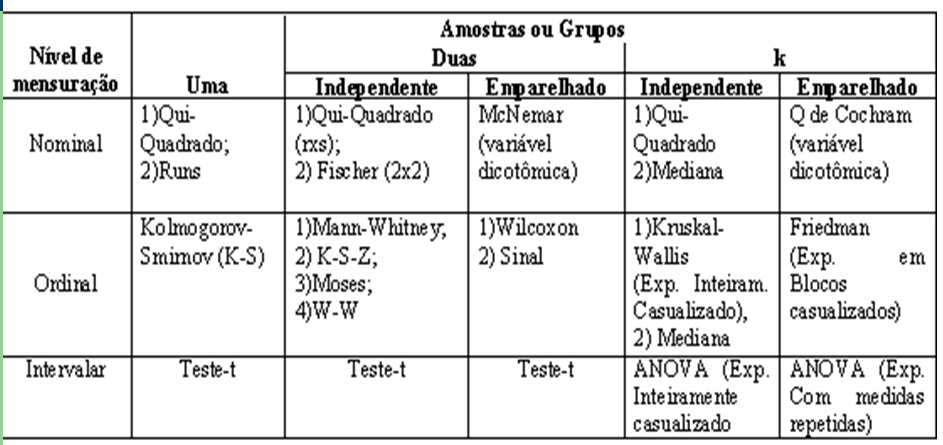 Amostras ou Grupos
Nível de
mensuração
Duas
k
Uma
Independente
Emparelhado
Independente
Emparelhado
Nominal
1)Qui-
Quadrado;
2)Runs
1)Qui-Quadrado
(rxs);
2) Fischer (2x2)
McNemar
(variável
dicotômica)
1)Qui-
Quadrado
2)Mediana
Q de Cochram
(variável
dicotômica)
Ordinal
Kolmogorov-
Smirnov (K-S)
1)Mann-Whitney;
2) K-S-Z;
3)Moses;
4)W-W
1)Wilcoxon
2) Sinal
1)Kruskal-
Wallis
(Exp. Inteiram.
Casualizado),
2) Mediana
Friedman
(Exp. em
Blocos
casualizados)
Intervalar
Teste-t
Teste-t
Teste-t
ANOVA (Exp.
Inteiramente
casualizado
ANOVA (Exp.
Com medidas
repetidas)